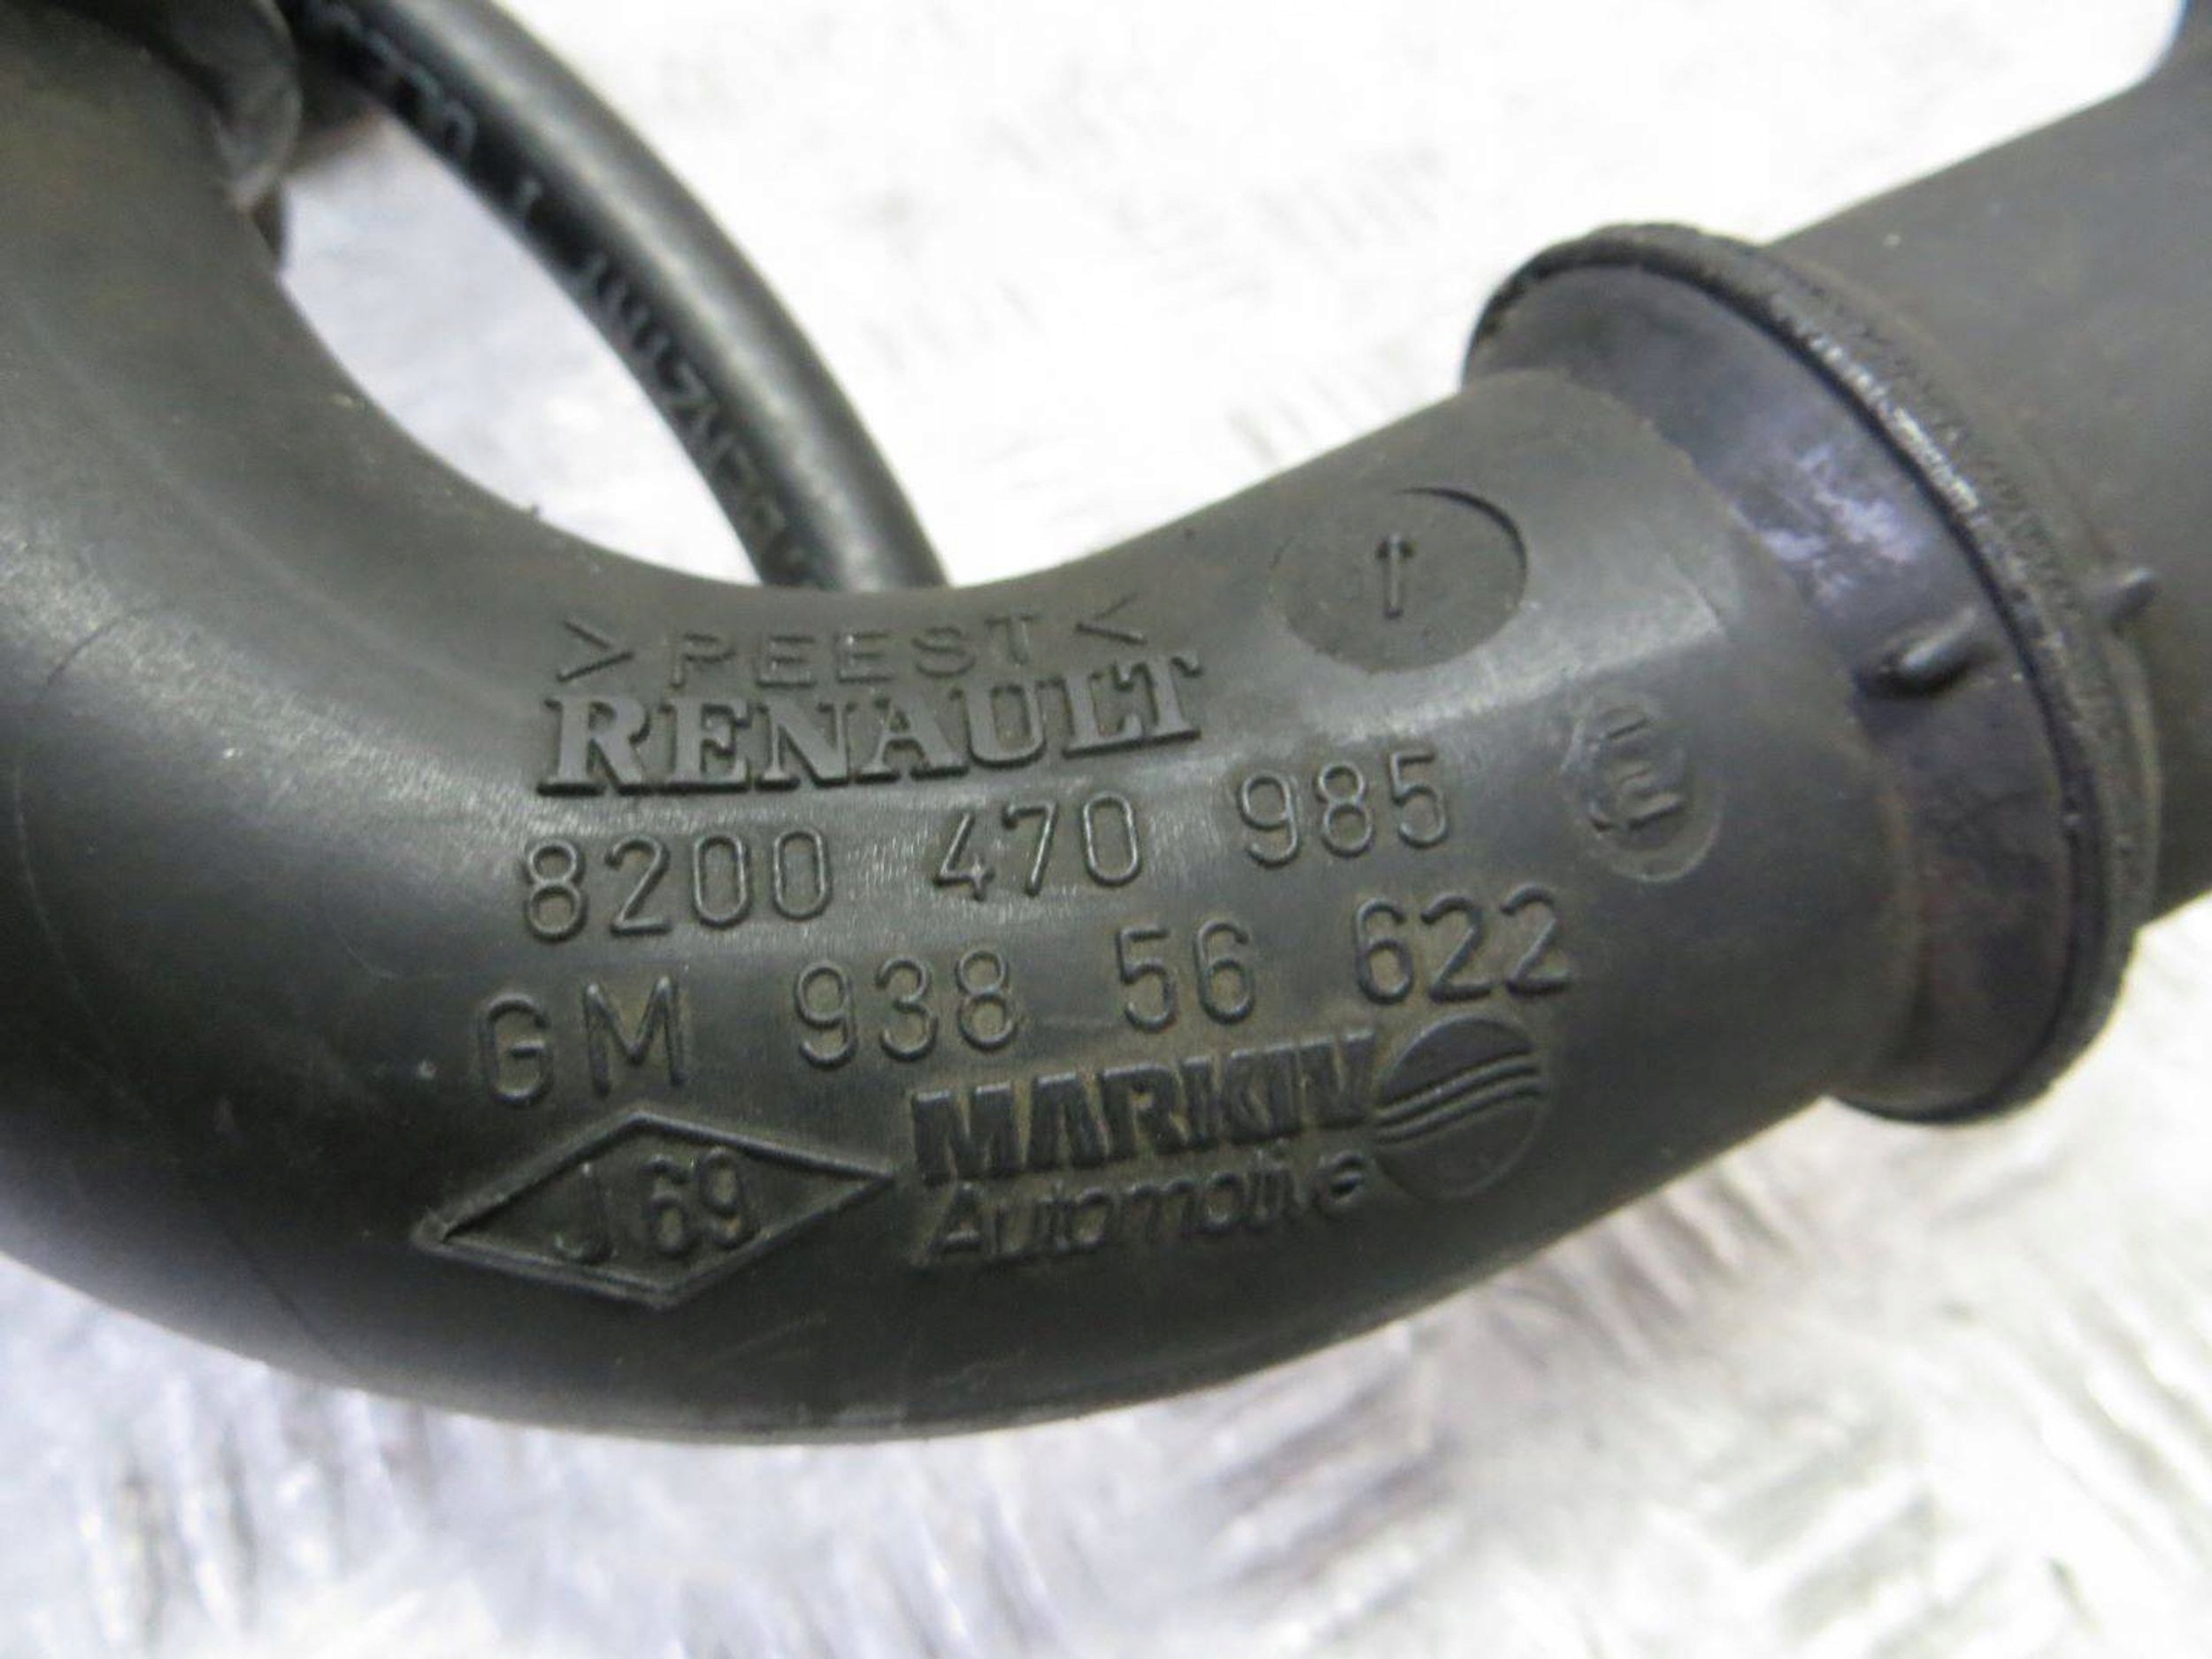 >PEEST<
RENAULT
8200 470 985
GM 938 56 622
MARKIV
Automotive
J69